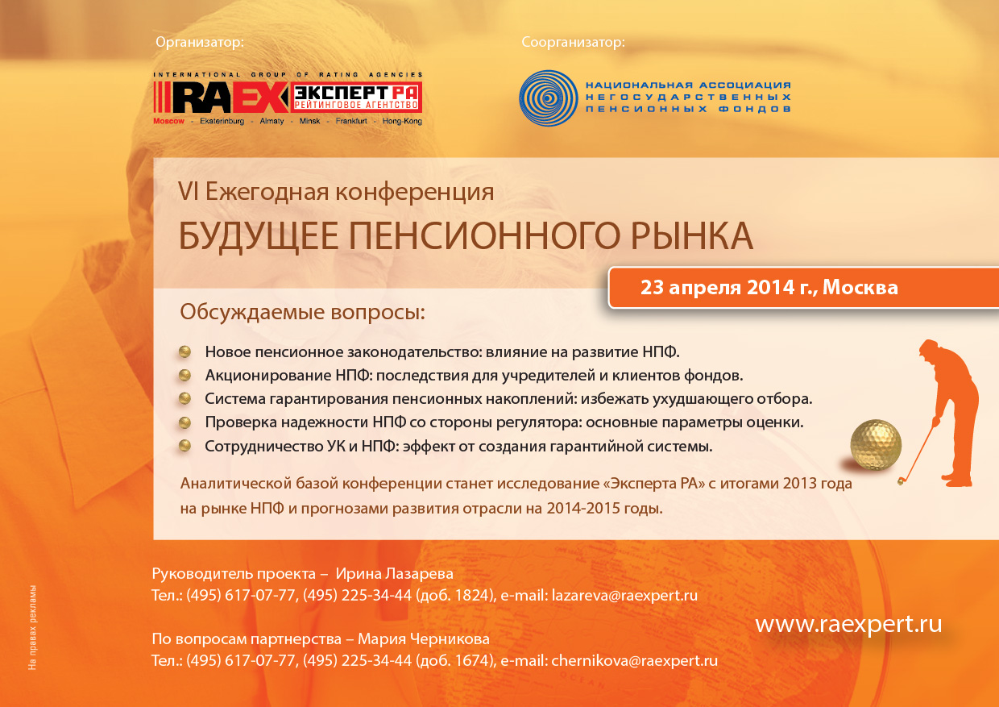 Организатор:
Соорганизатор:
INTERNATIONAL GROUP OF RATING AGENCIES
RAEX ЭКСПЕРТ РА
РЕЙТИНГОВОЕ АГЕНТСТВО
Moscow - Ekaterinburg - Almaty - Minsk - Frankfurt - Hong-Kong
НАЦИОНАЛЬНАЯ АССОЦИАЦИЯ
НЕГОСУДАРСТВЕННЫХ
ПЕНСИОННЫХ ФОНДОВ
VI Ежегодная конференция
БУДУЩЕЕ ПЕНСИОННОГО РЫНКА
23 апреля 2014 г., Москва
Обсуждаемые вопросы:
Новое пенсионное законодательство: влияние на развитие НПФ.
Акционирование НПФ: последствия для учредителей и клиентов фондов.
Система гарантирования пенсионных накоплений: избежать ухудшающего отбора.
Проверка надежности НПФ со стороны регулятора: основные параметры оценки.
Сотрудничество УК и НПФ: эффект от создания гарантийной системы.
Аналитической базой конференции станет исследование «Эксперта РА» с итогами 2013 года
на рынке НПФ и прогнозами развития отрасли на 2014-2015 годы.
Руководитель проекта – Ирина Лазарева
Тел.: (495) 617-07-77, (495) 225-34-44 (доб. 1824), e-mail: lazareva@raexpert.ru
www.raexpert.ru
По вопросам партнерства – Мария Черникова
Тел.: (495) 617-07-77, (495) 225-34-44 (доб. 1674), e-mail: chernikova@raexpert.ru
На правах рекламы
OCEAN